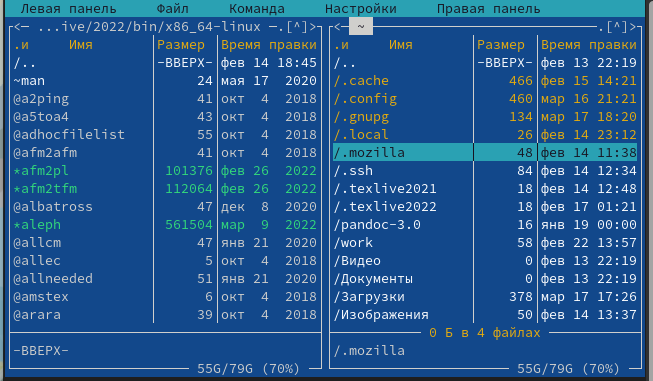 Левая панель Файл Команда Настройки Правая панель
<─ ...ive/2022/bin/x86_64-linux ─.[^]> <─ ~ .[^]>
.и Имя Размер Время правки .и Имя Размер Время правки
/.. -ВВЕРХ- фев 14 18:45 /.. -ВВЕРХ- фев 13 22:19
~man 24 мая 17 2020 /.cache 466 фев 15 14:21
@a2ping 41 окт 4 2018 /.config 460 мар 16 21:21
@a5toa4 43 окт 4 2018 /.gnupg 134 мар 17 18:20
@adhocfilelist 55 окт 4 2018 /.local 26 фев 14 23:12
@afm2afm 41 окт 4 2018 /.mozilla 48 фев 14 11:38
*afm2pl 101376 фев 26 2022 /.ssh 84 фев 14 12:34
*afm2tfm 112064 фев 26 2022 /.texlive2021 18 фев 14 12:48
@albatross 47 дек 8 2020 /.texlive2022 18 фев 17 01:21
*aleph 561504 мар 9 2022 /pandoc-3.0 16 янв 19 00:00
@allcm 47 янв 21 2020 /work 58 фев 22 13:57
@allec 5 окт 4 2018 /Видео 0 фев 13 22:19
@allneeded 51 янв 21 2020 /Документы 0 фев 13 22:19
@amstex 6 окт 4 2018 /Загрузки 378 мар 17 17:26
@arara 39 окт 4 2018 /Изображения 50 фев 14 13:37
0 Б в 4 файлах
-ВВЕРХ- /.mozilla
55G/79G (70%) 55G/79G (70%)